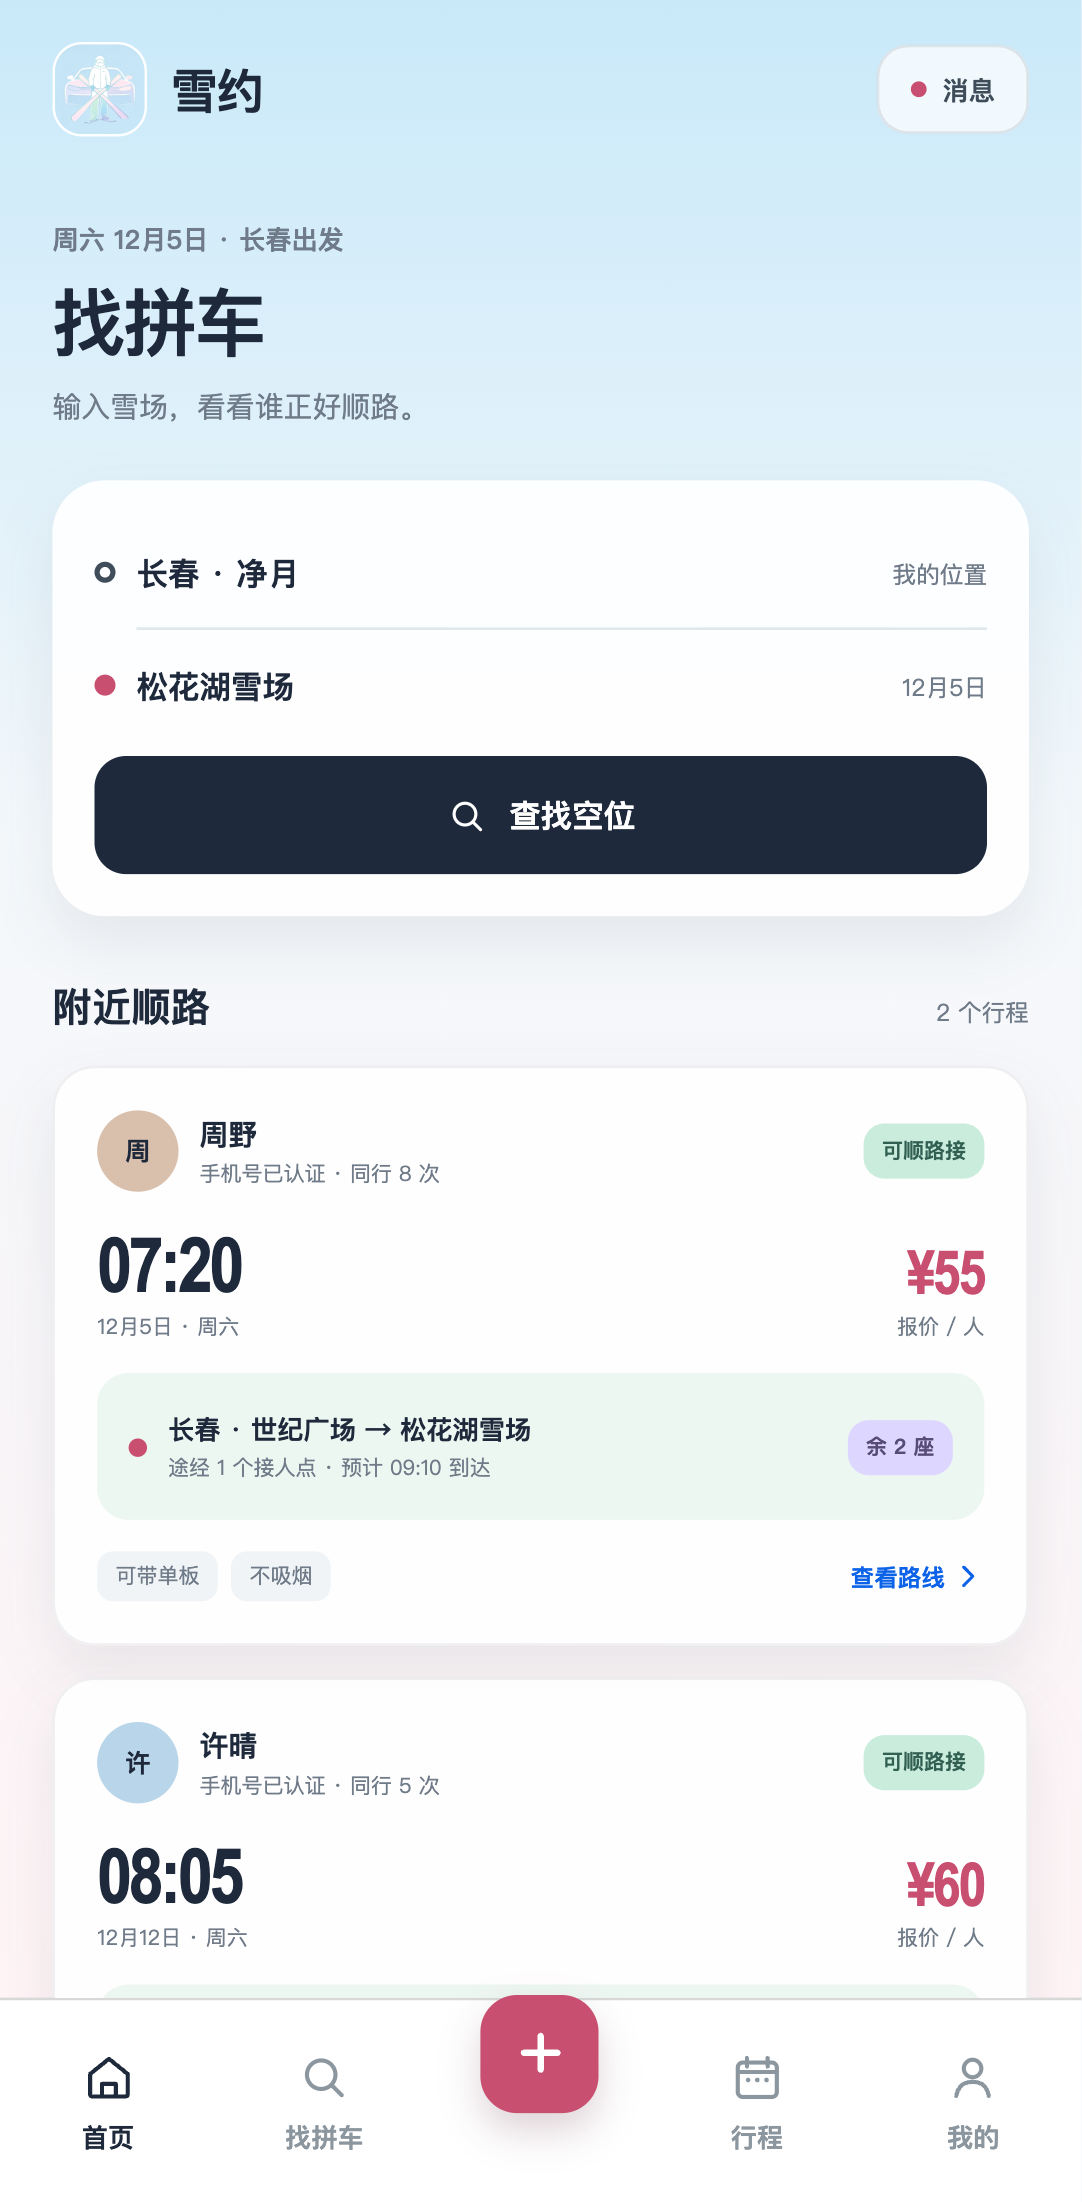 雪约
消息
周六 12月5日 · 长春出发
找拼车
输入雪场，看看谁正好顺路。
长春 · 净月
我的位置
松花湖雪场
12月5日
查找空位
附近顺路
2 个行程
周
周野
手机号已认证 · 同行 8 次
可顺路接
07:20
¥55
12月5日 · 周六
报价 / 人
长春 · 世纪广场 → 松花湖雪场
途经 1 个接人点 · 预计 09:10 到达
余 2 座
可带单板
不吸烟
查看路线
许
许晴
手机号已认证 · 同行 5 次
可顺路接
08:05
¥60
12月12日 · 周六
报价 / 人
首页
找拼车
行程
我的